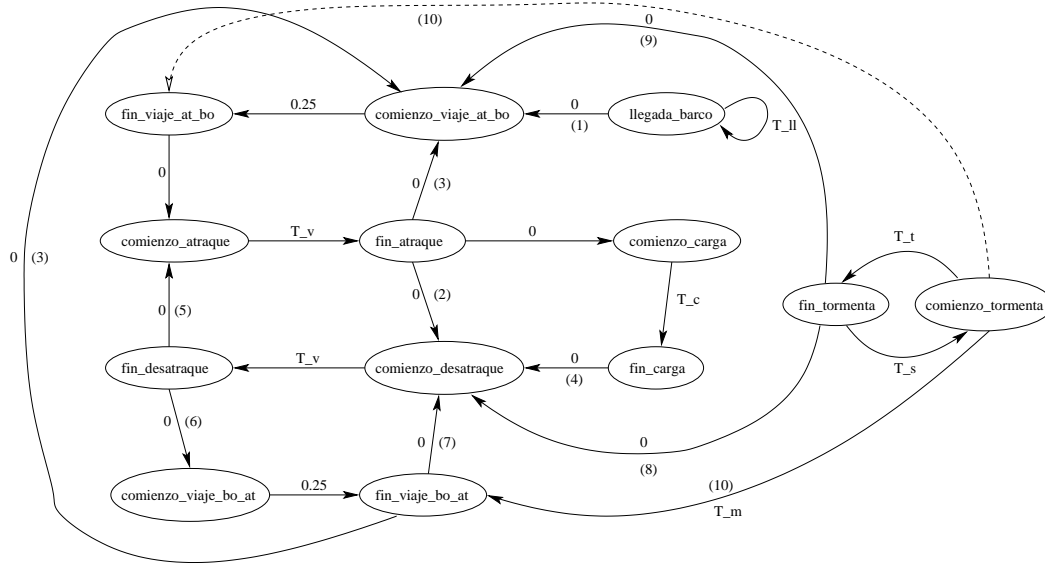 (10)
0
(9)
fin_viaje_at_bo
0.25
comienzo_viaje_at_bo
0
(1)
llegada_barco
T_ll
0
0 (3)
comienzo_atraque
T_v
fin_atraque
0
comienzo_carga
0 (3)
T_t
0 (5)
0 (2)
T_c
fin_tormenta
comienzo_tormenta
fin_desatraque
T_v
comienzo_desatraque
0
(4)
fin_carga
T_s
0 (6)
0 (7)
0
(8)
comienzo_viaje_bo_at
0.25
fin_viaje_bo_at
(10)
T_m